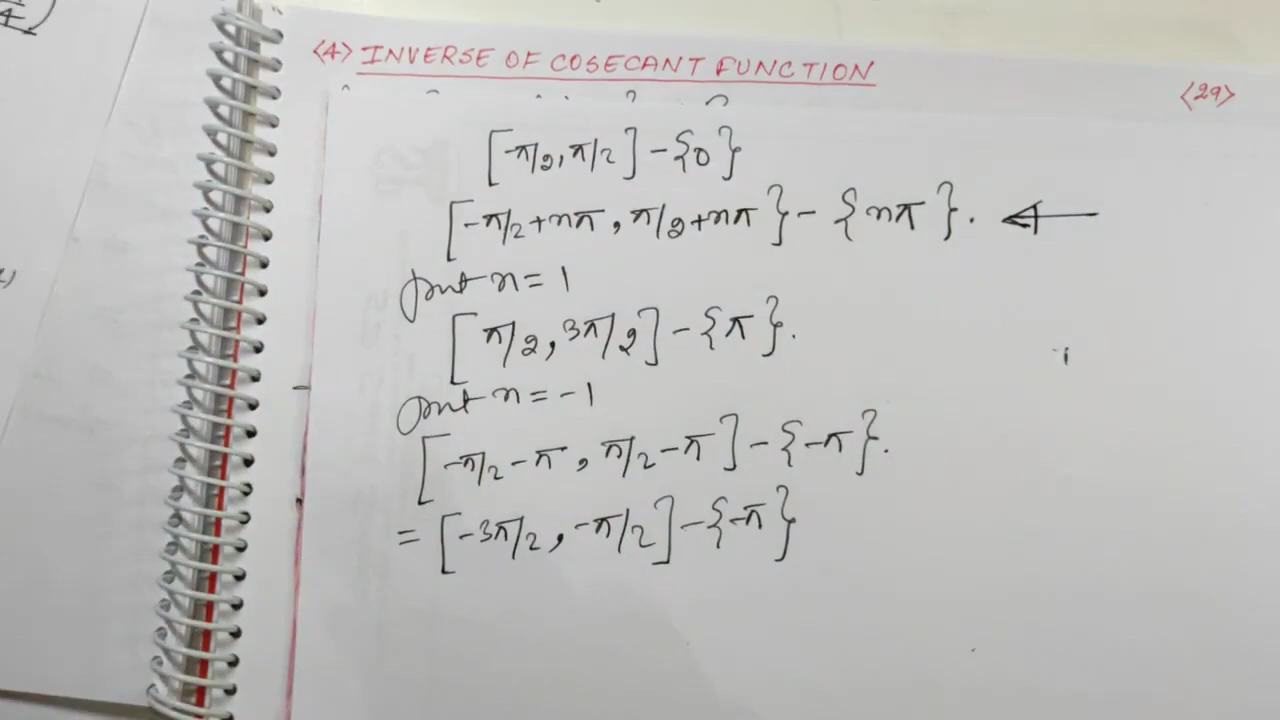 <4> INVERSE OF COSECANT FUNCTION
<29>
[-π/2, π/2] - {0}
[-π/2+nπ, π/2+nπ} - {nπ}. ←
put n = 1
[π/2, 3π/2] - {π}.
put n = -1
[-π/2-π, π/2-π] - {-π}.
= [-3π/2, -π/2] - {-π}